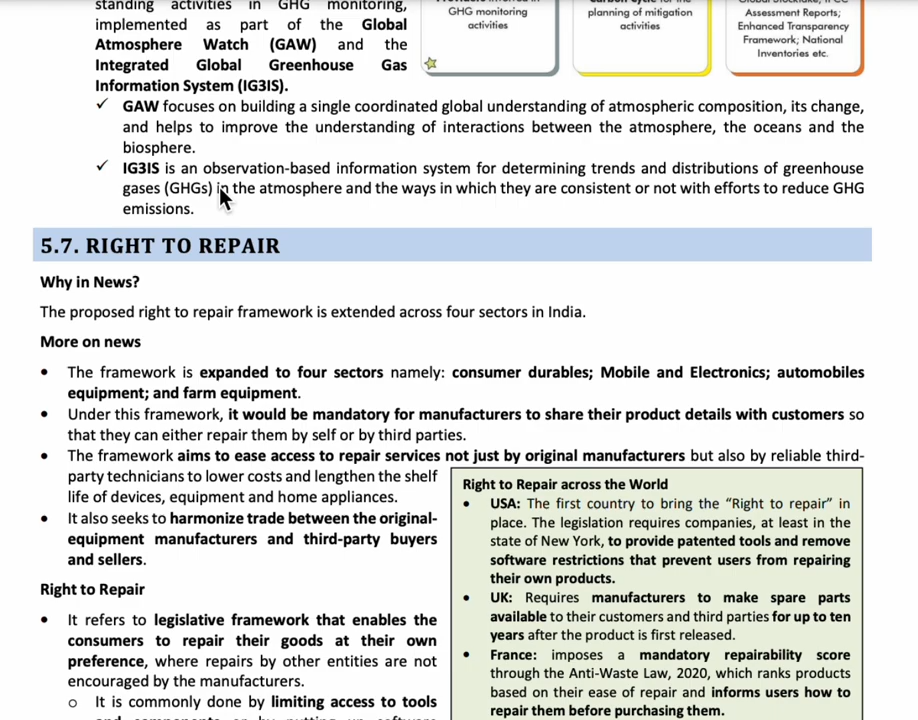 standing activities in GHG monitoring,
implemented as part of the Global
Atmosphere Watch (GAW) and the
Integrated Global Greenhouse Gas
Information System (IG3IS).
GHG monitoring
activities
planning of mitigation
activities
Assessment Reports;
Enhanced Transparency
Framework; National
Inventories etc.
✓ GAW focuses on building a single coordinated global understanding of atmospheric composition, its change,
and helps to improve the understanding of interactions between the atmosphere, the oceans and the
biosphere.
✓ IG3IS is an observation-based information system for determining trends and distributions of greenhouse
gases (GHGs) in the atmosphere and the ways in which they are consistent or not with efforts to reduce GHG
emissions.
5.7. RIGHT TO REPAIR
Why in News?
The proposed right to repair framework is extended across four sectors in India.
More on news
• The framework is expanded to four sectors namely: consumer durables; Mobile and Electronics; automobiles
equipment; and farm equipment.
• Under this framework, it would be mandatory for manufacturers to share their product details with customers so
that they can either repair them by self or by third parties.
• The framework aims to ease access to repair services not just by original manufacturers but also by reliable third-
party technicians to lower costs and lengthen the shelf
life of devices, equipment and home appliances.
• It also seeks to harmonize trade between the original-
equipment manufacturers and third-party buyers
and sellers.
Right to Repair
• It refers to legislative framework that enables the
consumers to repair their goods at their own
preference, where repairs by other entities are not
encouraged by the manufacturers.
o It is commonly done by limiting access to tools
Right to Repair across the World
• USA: The first country to bring the “Right to repair” in
place. The legislation requires companies, at least in the
state of New York, to provide patented tools and remove
software restrictions that prevent users from repairing
their own products.
• UK: Requires manufacturers to make spare parts
available to their customers and third parties for up to ten
years after the product is first released.
• France: imposes a mandatory repairability score
through the Anti-Waste Law, 2020, which ranks products
based on their ease of repair and informs users how to
repair them before purchasing them.